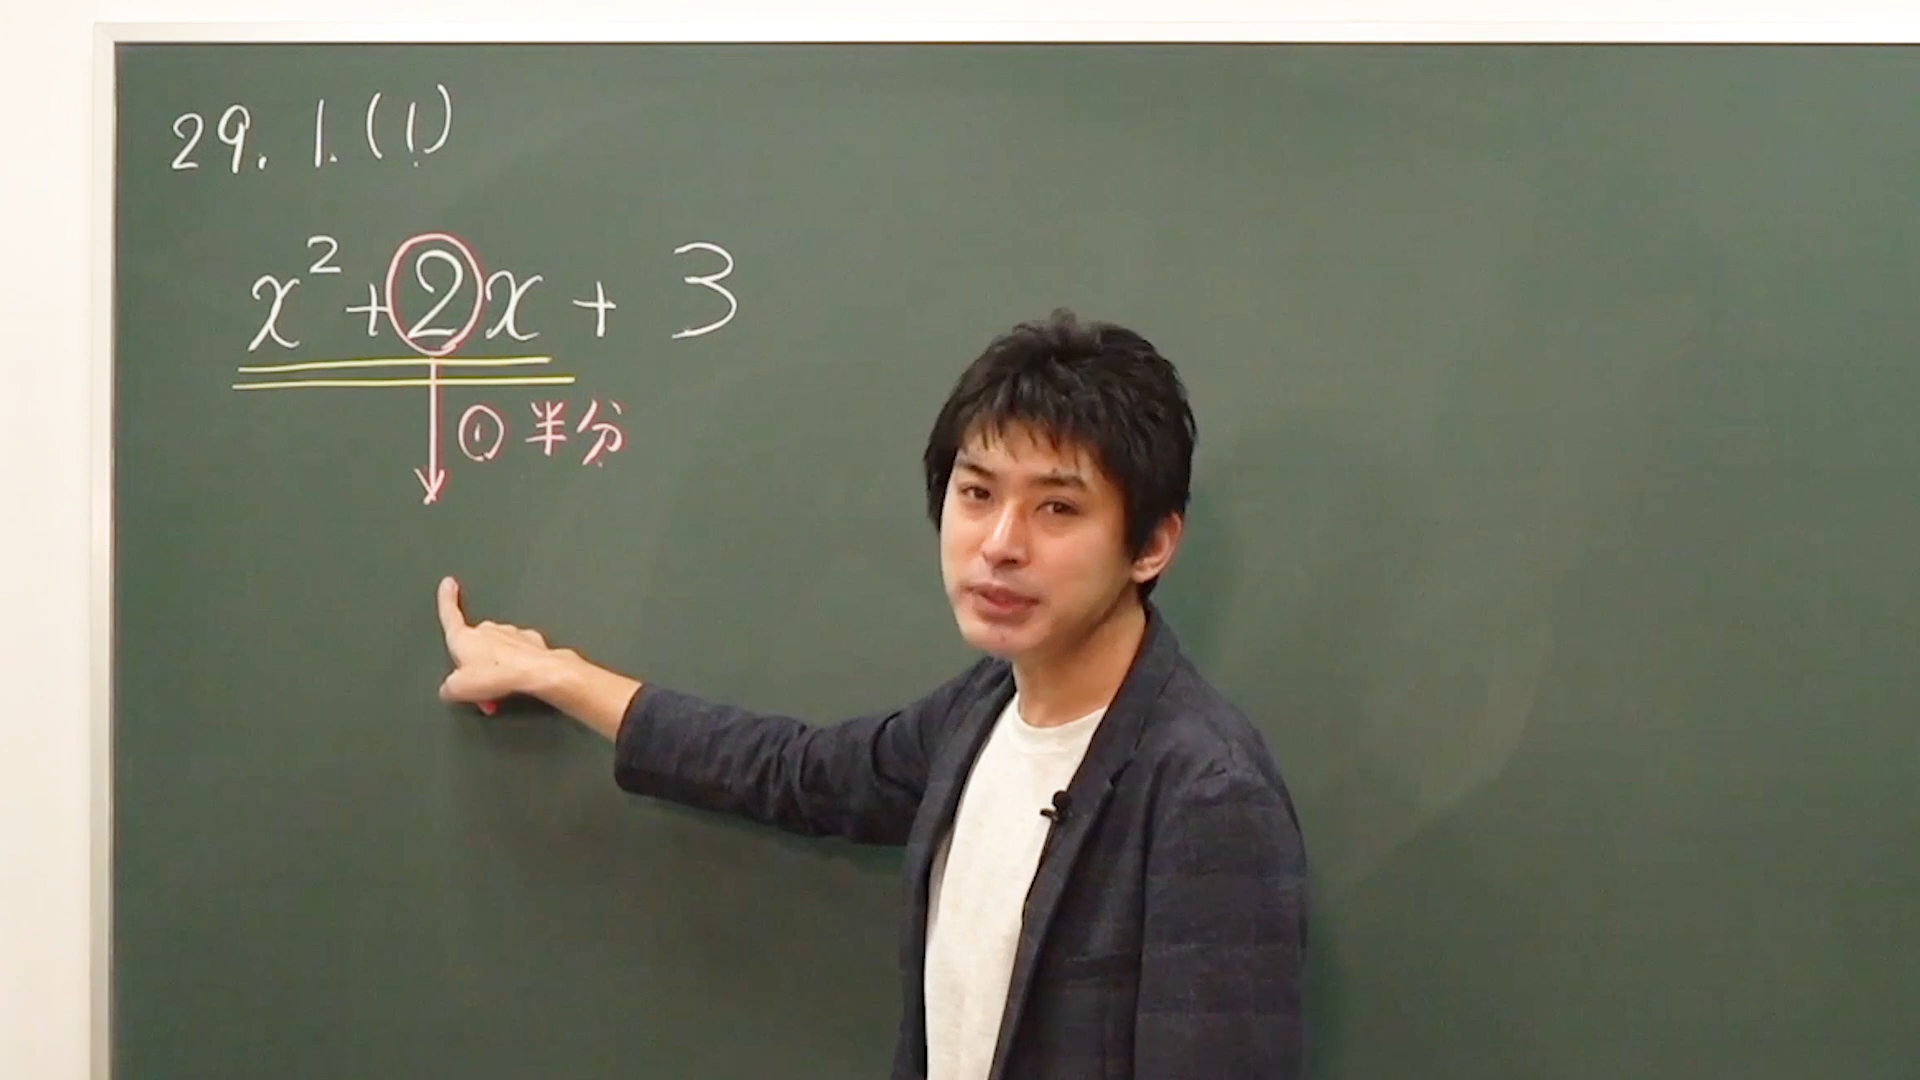 29. 1. (1)
x² + 2x + 3
① 半分